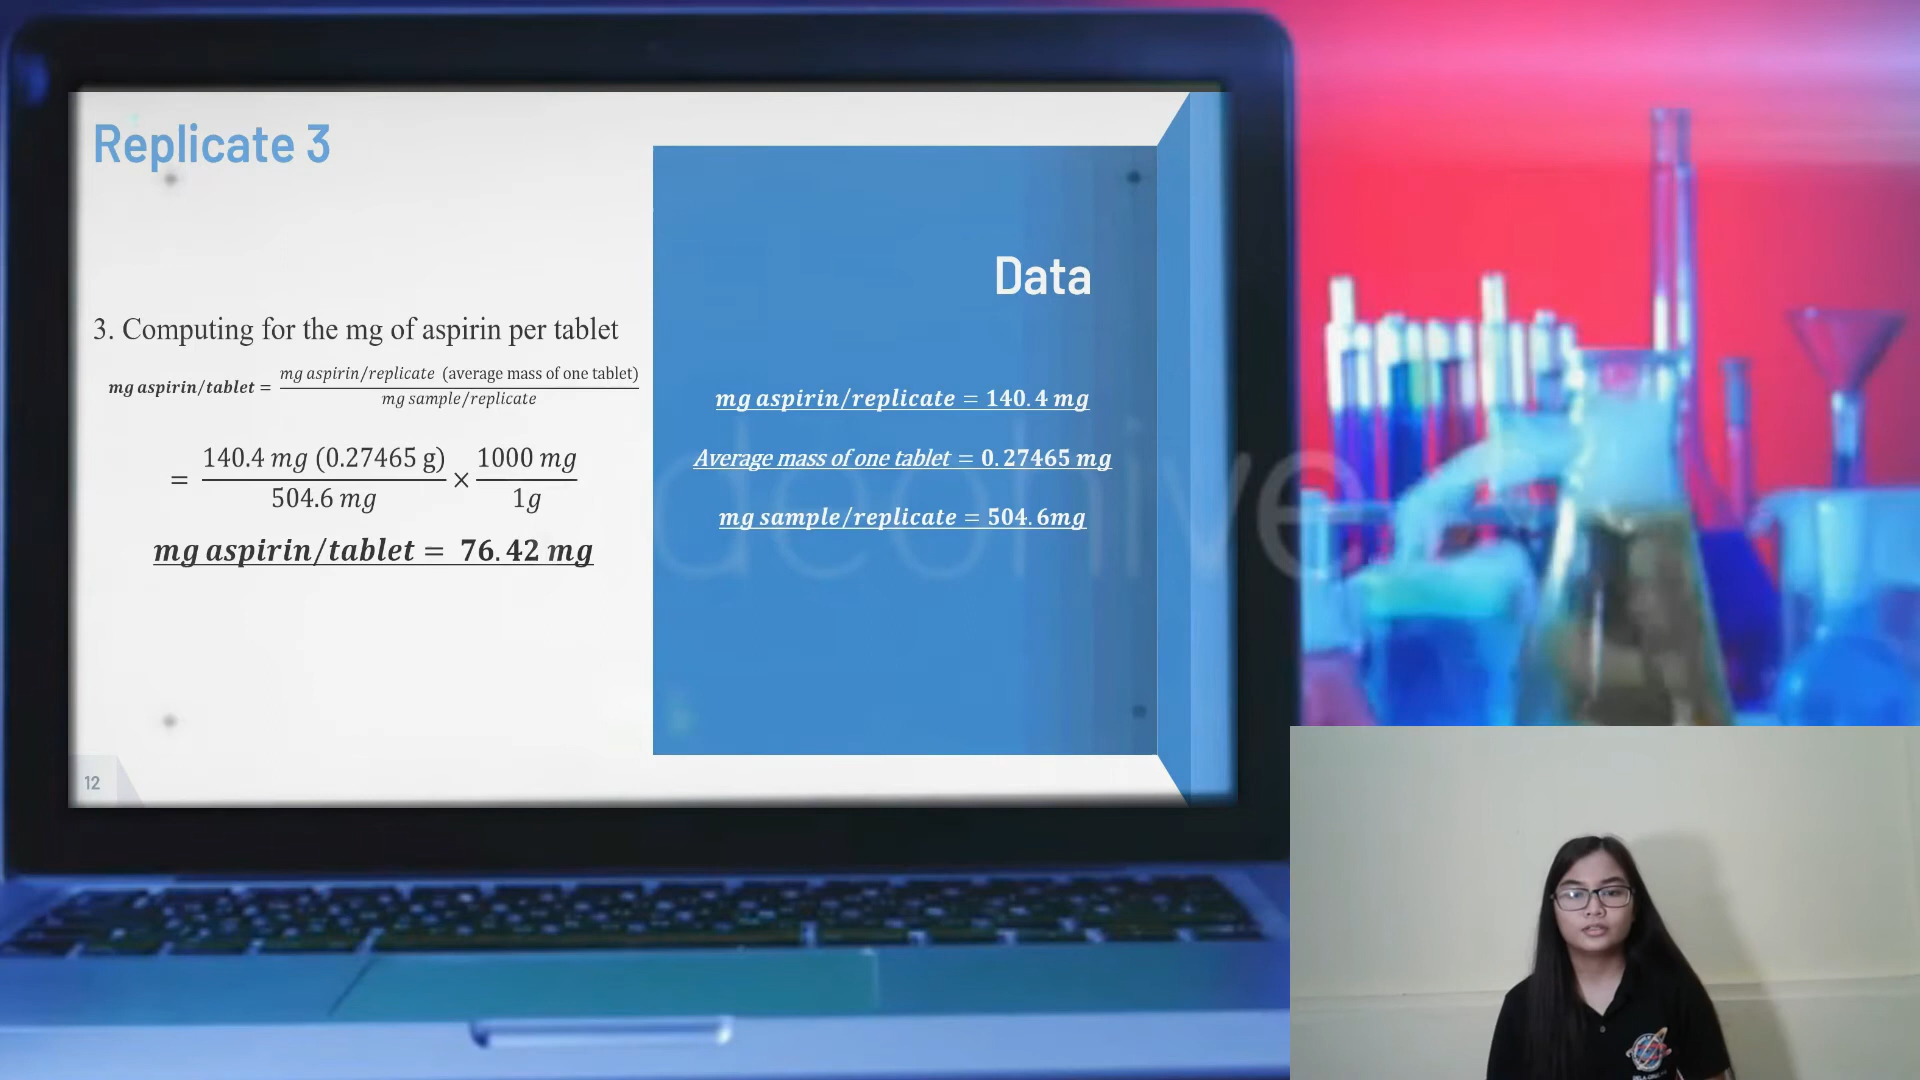 Replicate 3
3. Computing for the mg of aspirin per tablet
mg aspirin/tablet = mg aspirin/replicate (average mass of one tablet) / mg sample/replicate
= 140.4 mg (0.27465 g) / 504.6 mg × 1000 mg / 1g
mg aspirin/tablet = 76.42 mg
12
Data
mg aspirin/replicate = 140.4 mg
Average mass of one tablet = 0.27465 mg
mg sample/replicate = 504.6mg